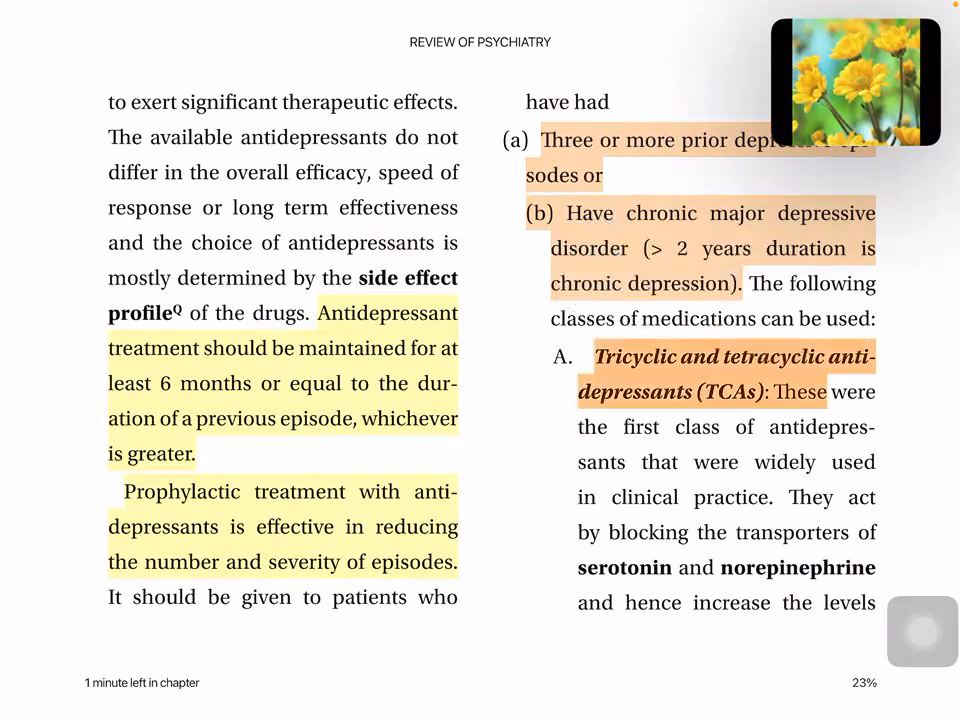 REVIEW OF PSYCHIATRY
to exert significant therapeutic effects.
The available antidepressants do not
differ in the overall efficacy, speed of
response or long term effectiveness
and the choice of antidepressants is
mostly determined by the side effect
profileQ of the drugs. Antidepressant
treatment should be maintained for at
least 6 months or equal to the dur-
ation of a previous episode, whichever
is greater.
Prophylactic treatment with anti-
depressants is effective in reducing
the number and severity of episodes.
It should be given to patients who
have had
(a) Three or more prior
sodes or
(b) Have chronic major depressive
disorder (> 2 years duration is
chronic depression). The following
classes of medications can be used:
A. Tricyclic and tetracyclic anti-
depressants (TCAs): These were
the first class of antidepres-
sants that were widely used
in clinical practice. They act
by blocking the transporters of
serotonin and norepinephrine
and hence increase the levels
1 minute left in chapter
23%